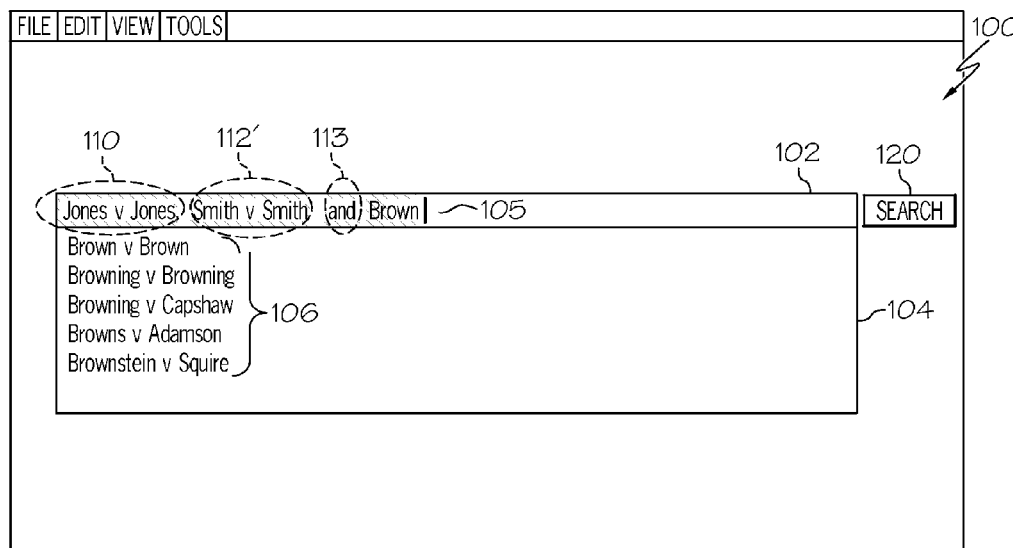 FILE EDIT VIEW TOOLS
100
110 112′ 113 102 120
Jones v Jones Smith v Smith and Brown 105 SEARCH
Brown v Brown
Browning v Browning
Browning v Capshaw
Browns v Adamson
Brownstein v Squire
106
104